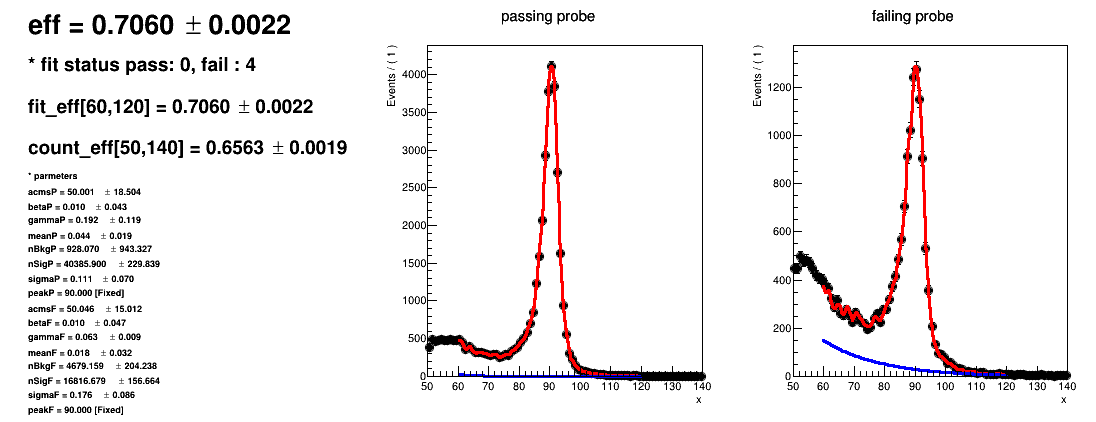 eff = 0.7060 ± 0.0022
* fit status pass: 0, fail : 4
fit_eff[60,120] = 0.7060 ± 0.0022
count_eff[50,140] = 0.6563 ± 0.0019
* parmeters
acmsP = 50.001 ± 18.504
betaP = 0.010 ± 0.043
gammaP = 0.192 ± 0.119
meanP = 0.044 ± 0.019
nBkgP = 928.070 ± 943.327
nSigP = 40385.900 ± 229.839
sigmaP = 0.111 ± 0.070
peakP = 90.000 [Fixed]
acmsF = 50.046 ± 15.012
betaF = 0.010 ± 0.047
gammaF = 0.063 ± 0.009
meanF = 0.018 ± 0.032
nBkgF = 4679.159 ± 204.238
nSigF = 16816.679 ± 156.664
sigmaF = 0.176 ± 0.086
peakF = 90.000 [Fixed]
passing probe
Events / ( 1 )
4000
3500
3000
2500
2000
1500
1000
500
0
50 60 70 80 90 100 110 120 130 140
x
failing probe
Events / ( 1 )
1200
1000
800
600
400
200
0
50 60 70 80 90 100 110 120 130 140
x